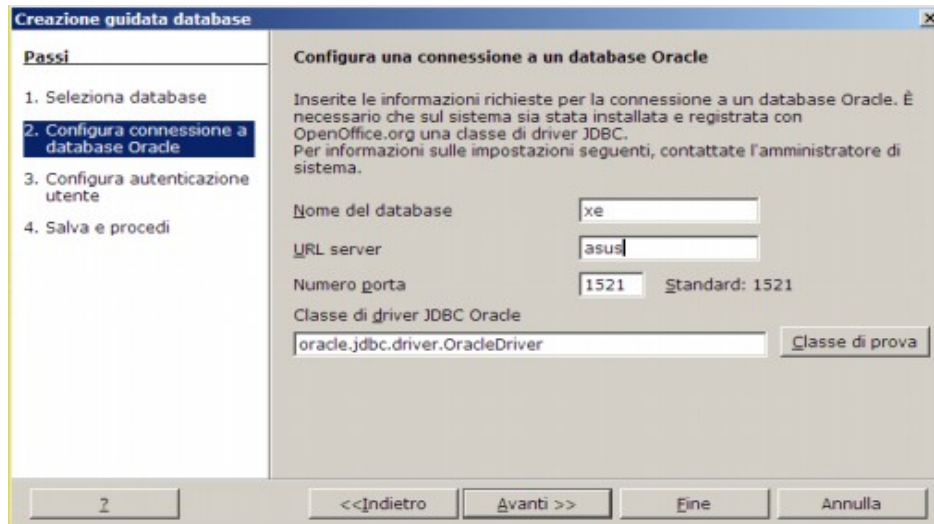 Creazione guidata database
Passi
1. Seleziona database
2. Configura connessione a
database Oracle
3. Configura autenticazione
utente
4. Salva e procedi
Configura una connessione a un database Oracle
Inserite le informazioni richieste per la connessione a un database Oracle. È
necessario che sul sistema sia stata installata e registrata con
OpenOffice.org una classe di driver JDBC.
Per informazioni sulle impostazioni seguenti, contattate l'amministratore di
sistema.
Nome del database xe
URL server asus
Numero porta 1521 Standard: 1521
Classe di driver JDBC Oracle
oracle.jdbc.driver.OracleDriver Classe di prova
? <<Indietro Avanti >> Fine Annulla